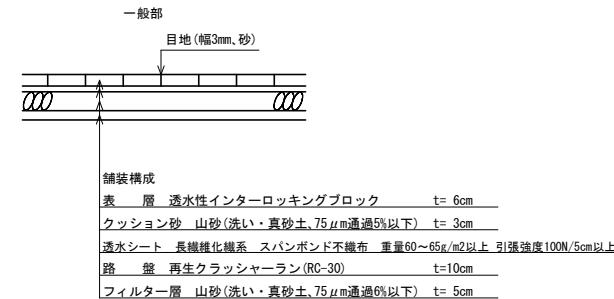 一般部
目地(幅3mm、砂)
舗装構成
表　層　透水性インターロッキングブロック　t= 6cm
クッション砂　山砂(洗い・真砂土、75μm通過5%以下)　t= 3cm
透水シート　長繊維化繊系　スパンボンド不織布　重量60～65g/m2以上　引張強度100N/5cm以上
路　盤　再生クラッシャーラン(RC-30)　t=10cm
フィルター層　山砂(洗い・真砂土、75μm通過6%以下)　t= 5cm